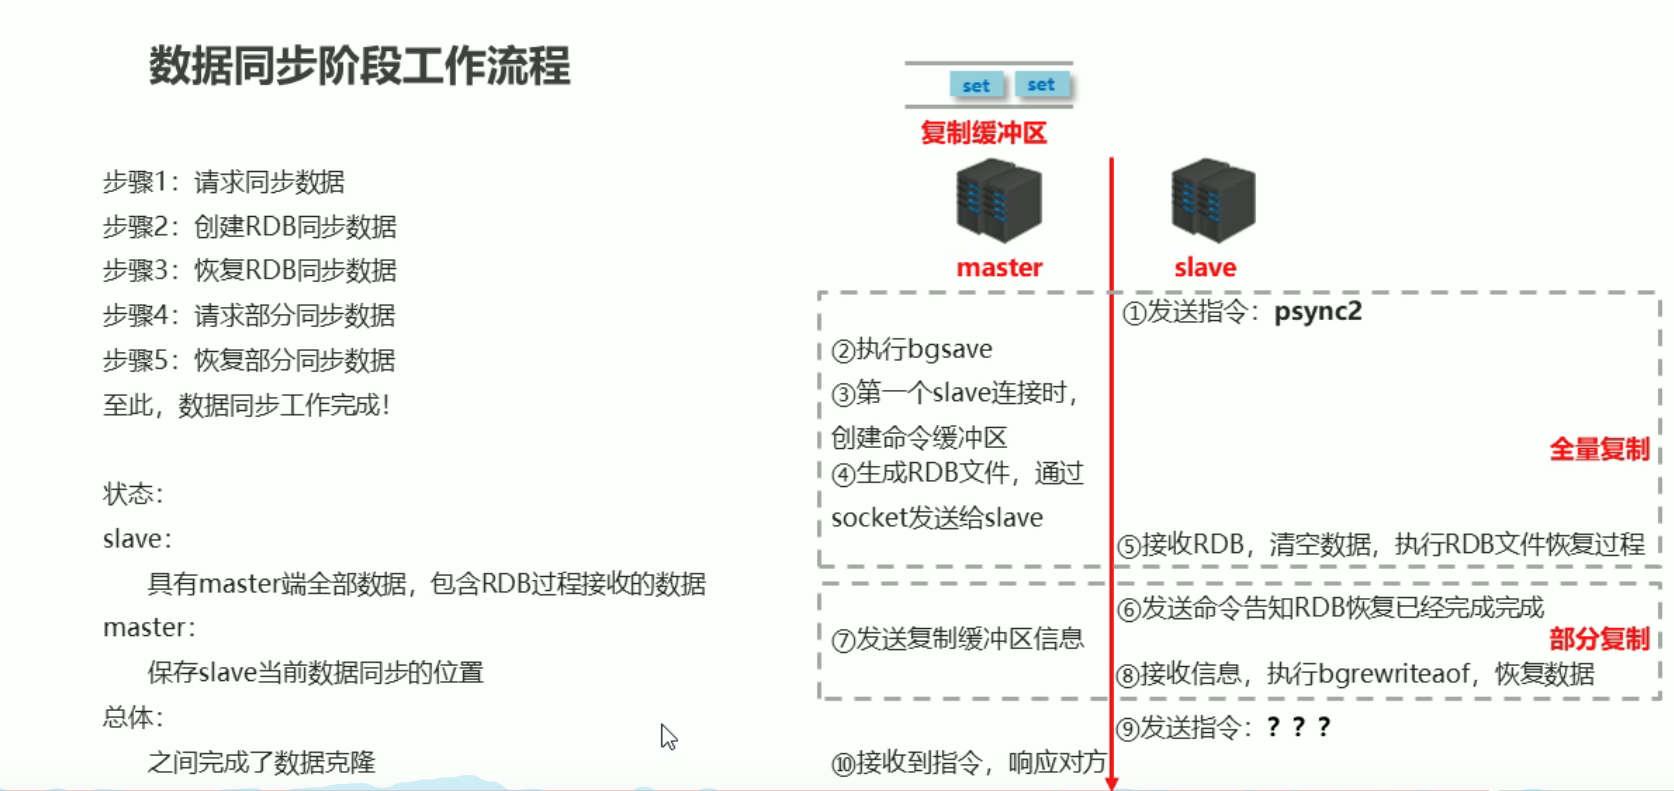 数据同步阶段工作流程
步骤1：请求同步数据
步骤2：创建RDB同步数据
步骤3：恢复RDB同步数据
步骤4：请求部分同步数据
步骤5：恢复部分同步数据
至此，数据同步工作完成！
状态：
slave：
具有master端全部数据，包含RDB过程接收的数据
master：
保存slave当前数据同步的位置
总体：
之间完成了数据克隆
set set
复制缓冲区
master
slave
①发送指令：psync2
②执行bgsave
③第一个slave连接时，
创建命令缓冲区
④生成RDB文件，通过
socket发送给slave
全量复制
⑤接收RDB，清空数据，执行RDB文件恢复过程
⑥发送命令告知RDB恢复已经完成完成
⑦发送复制缓冲区信息
部分复制
⑧接收信息，执行bgrewriteaof，恢复数据
⑨发送指令：？？？
⑩接收到指令，响应对方